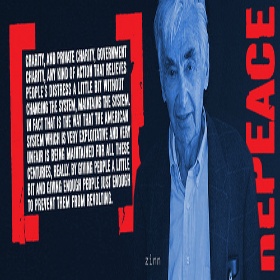 CHARITY, AND PRIVATE CHARITY, GOVERNMENT
CHARITY, ANY KIND OF ACTION THAT RELIEVES
PEOPLE'S DISTRESS A LITTLE BIT WITHOUT
CHANGING THE SYSTEM, MAINTAINS THE SYSTEM.
IN FACT THAT IS THE WAY THAT THE AMERICAN
SYSTEM WHICH IS VERY EXPLOITATIVE AND VERY
UNFAIR IS BEING MAINTAINED FOR ALL THESE
CENTURIES, REALLY. BY GIVING PEOPLE A LITTLE
BIT AND GIVING ENOUGH PEOPLE JUST ENOUGH
TO PREVENT THEM FROM REVOLTING.
zinn
PEACE